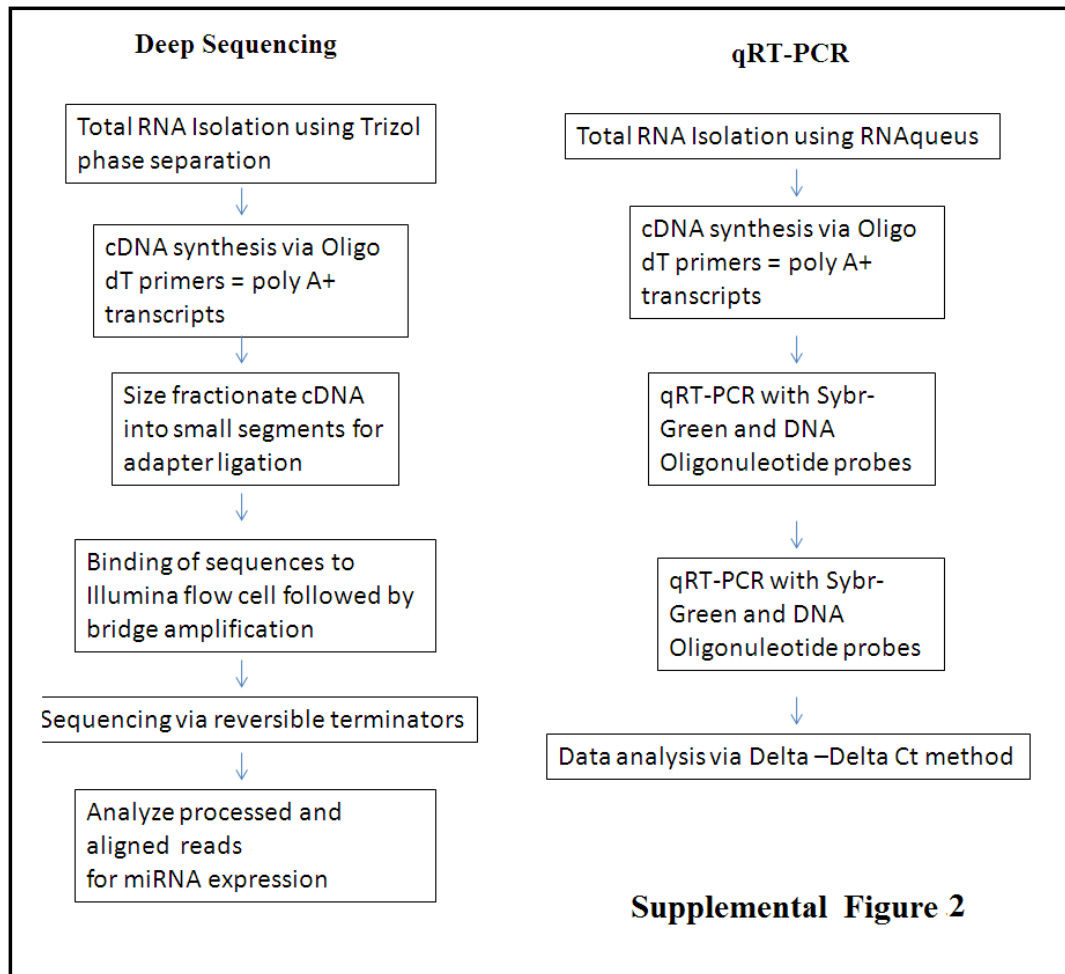 Deep Sequencing
Total RNA Isolation using Trizol
phase separation
cDNA synthesis via Oligo
dT primers = poly A+
transcripts
Size fractionate cDNA
into small segments for
adapter ligation
Binding of sequences to
Illumina flow cell followed by
bridge amplification
Sequencing via reversible terminators
Analyze processed and
aligned reads
for miRNA expression
qRT-PCR
Total RNA Isolation using RNAqueus
cDNA synthesis via Oligo
dT primers = poly A+
transcripts
qRT-PCR with Sybr-
Green and DNA
Oligonuleotide probes
qRT-PCR with Sybr-
Green and DNA
Oligonuleotide probes
Data analysis via Delta –Delta Ct method
Supplemental Figure 2